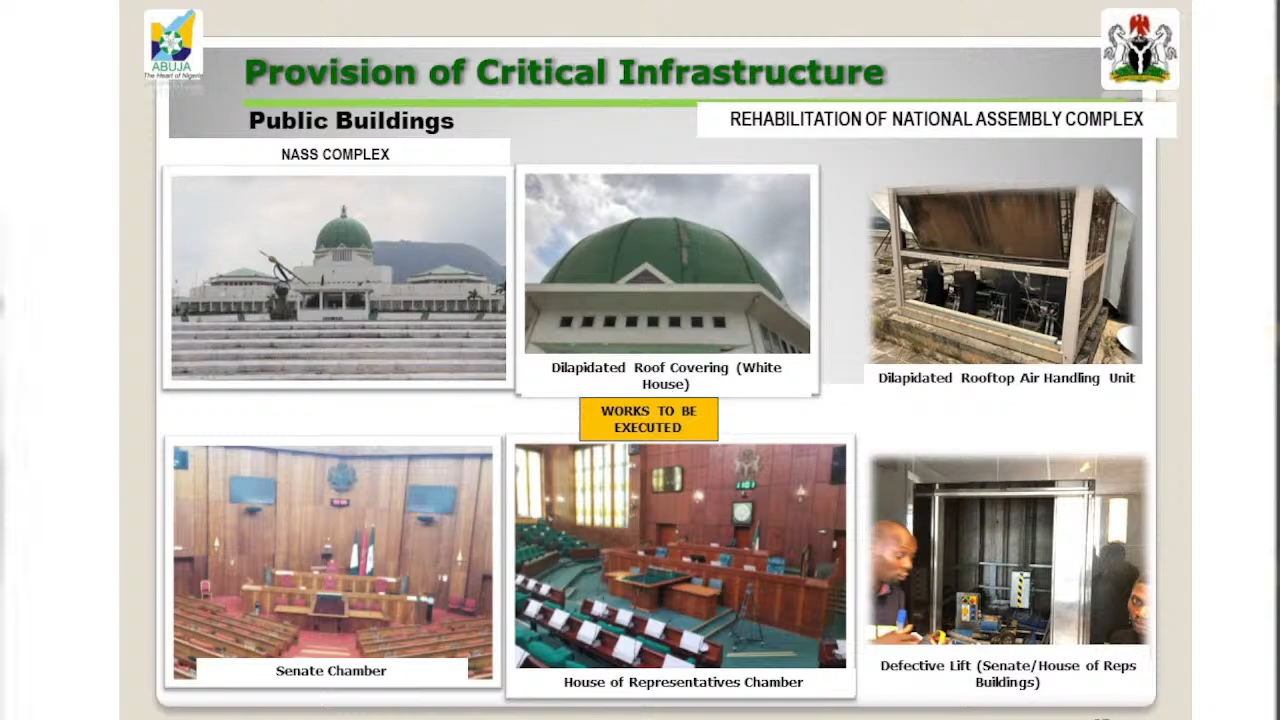 ABUJA
The Heart of Nigeria
Provision of Critical Infrastructure
Public Buildings
REHABILITATION OF NATIONAL ASSEMBLY COMPLEX
NASS COMPLEX
Dilapidated Roof Covering (White
House)
Dilapidated Rooftop Air Handling Unit
WORKS TO BE
EXECUTED
Senate Chamber
House of Representatives Chamber
Defective Lift (Senate/House of Reps
Buildings)